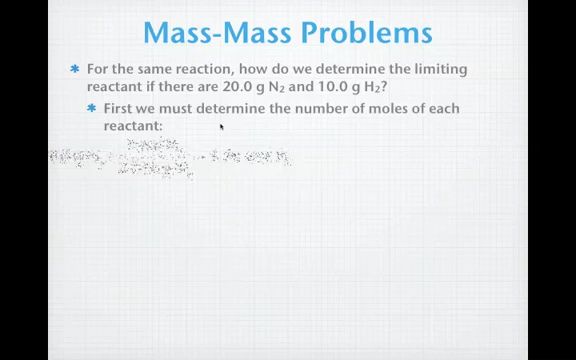 Mass-Mass Problems
* For the same reaction, how do we determine the limiting
reactant if there are 20.0 g N₂ and 10.0 g H₂?
* First we must determine the number of moles of each
reactant: